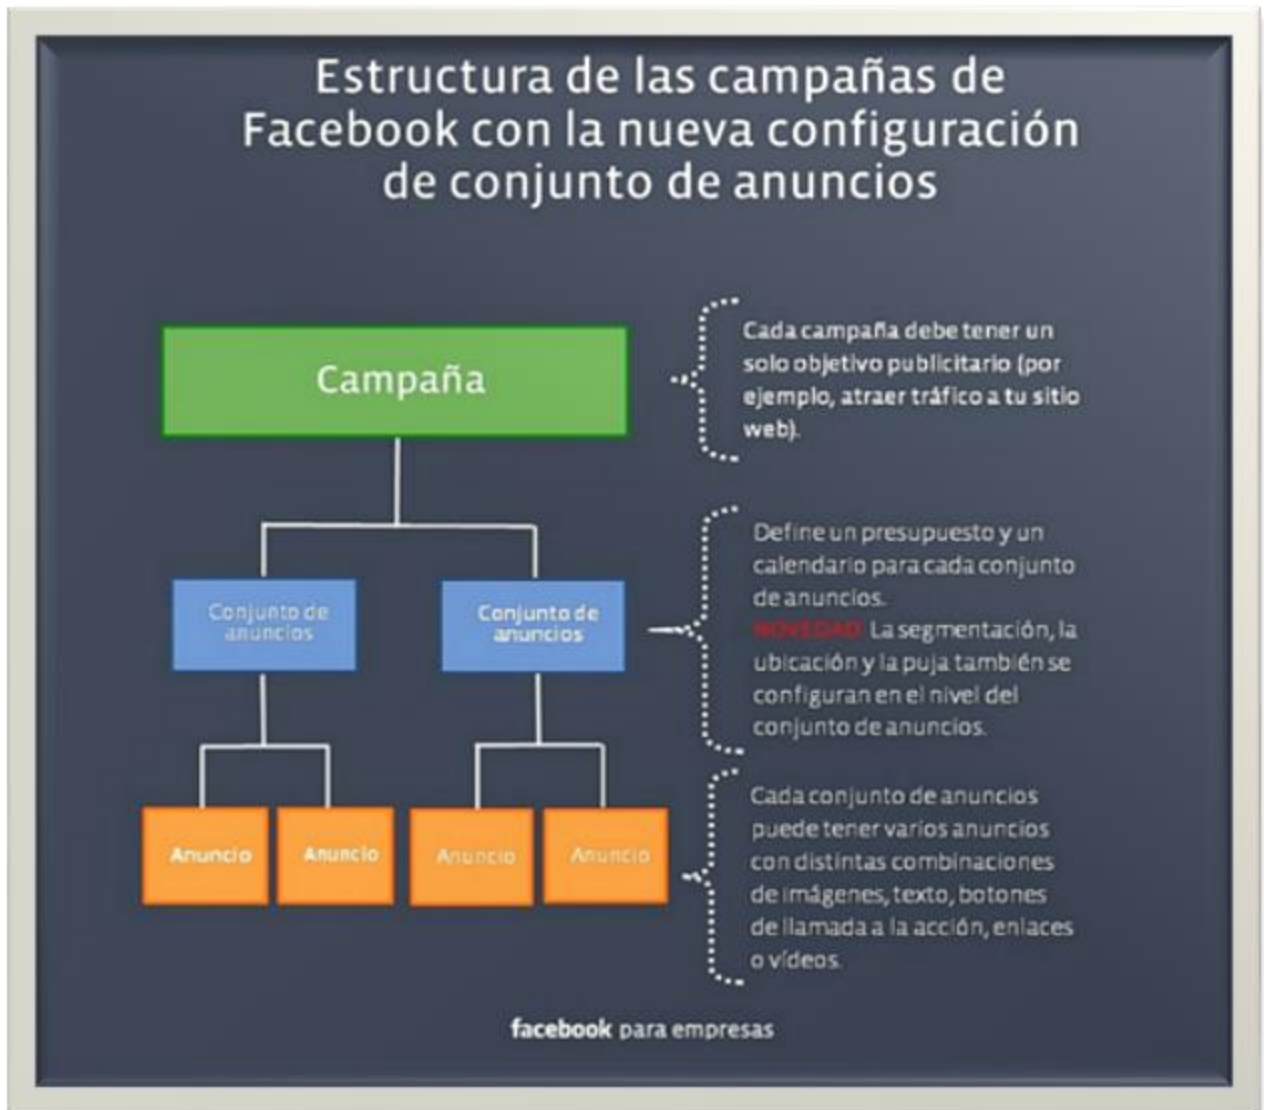 Estructura de las campañas de
Facebook con la nueva configuración
de conjunto de anuncios
Campaña
Cada campaña debe tener un
solo objetivo publicitario (por
ejemplo, atraer tráfico a tu sitio
web).
Conjunto de
anuncios
Conjunto de
anuncios
Define un presupuesto y un
calendario para cada conjunto
de anuncios.
NOVEDAD: La segmentación, la
ubicación y la puja también se
configuran en el nivel del
conjunto de anuncios.
Anuncio
Anuncio
Anuncio
Anuncio
Cada conjunto de anuncios
puede tener varios anuncios
con distintas combinaciones
de imágenes, texto, botones
de llamada a la acción, enlaces
o vídeos.
facebook para empresas